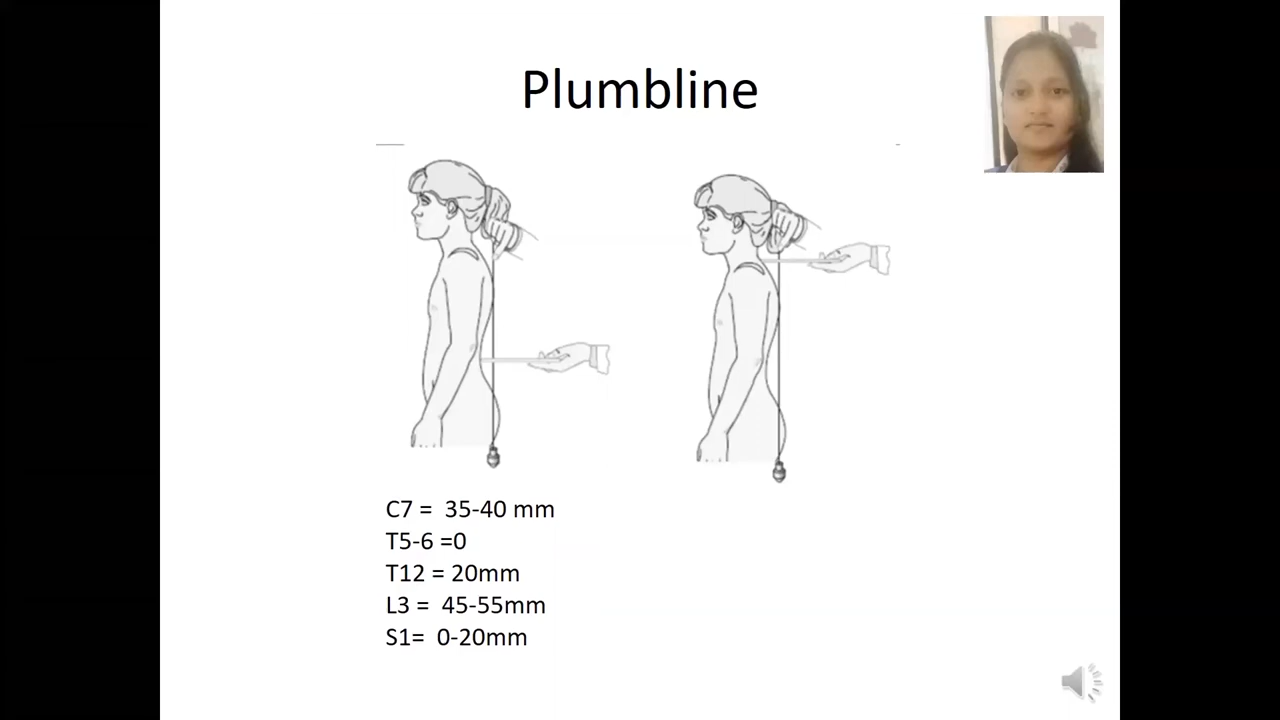 Plumbline
C7 = 35-40 mm
T5-6 =0
T12 = 20mm
L3 = 45-55mm
S1= 0-20mm